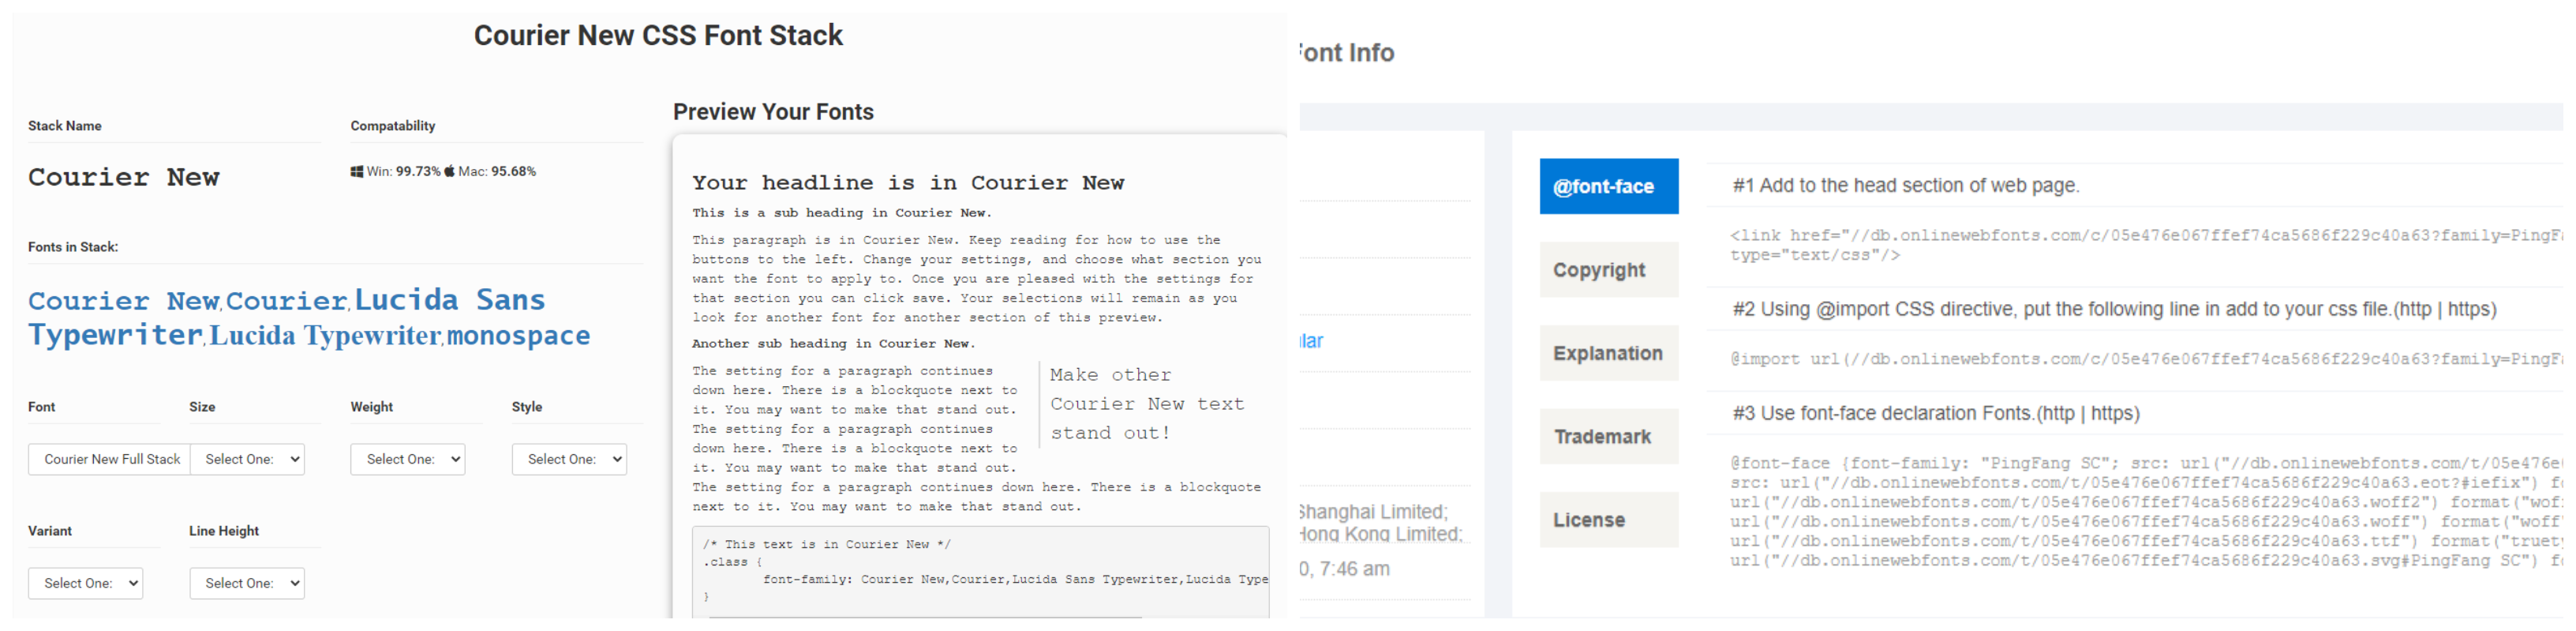 Courier New CSS Font Stack
Stack Name
Compatability
Courier New
Win: 99.73% Mac: 95.68%
Fonts in Stack:
Courier New,Courier,Lucida Sans
Typewriter,Lucida Typewriter,monospace
Font
Size
Weight
Style
Courier New Full Stack
Select One:
Select One:
Select One:
Variant
Line Height
Select One:
Select One:
Preview Your Fonts
Your headline is in Courier New
This is a sub heading in Courier New.
This paragraph is in Courier New. Keep reading for how to use the
buttons to the left. Change your settings, and choose what section you
want the font to apply to. Once you are pleased with the settings for
that section you can click save. Your selections will remain as you
look for another font for another section of this preview.
Another sub heading in Courier New.
The setting for a paragraph continues
down here. There is a blockquote next to
it. You may want to make that stand out.
The setting for a paragraph continues
down here. There is a blockquote next to
it. You may want to make that stand out.
The setting for a paragraph continues down here. There is a blockquote
next to it. You may want to make that stand out.
Make other
Courier New text
stand out!
/* This text is in Courier New */
.class {
font-family: Courier New,Courier,Lucida Sans Typewriter,Lucida Type
}
Font Info
lar
Shanghai Limited;
Hong Kong Limited;
0, 7:46 am
@font-face
Copyright
Explanation
Trademark
License
#1 Add to the head section of web page.
<link href="//db.onlinewebfonts.com/c/05e476e067ffef74ca5686f229c40a63?family=PingF
type="text/css"/>
#2 Using @import CSS directive, put the following line in add to your css file.(http | https)
@import url(//db.onlinewebfonts.com/c/05e476e067ffef74ca5686f229c40a63?family=PingF
#3 Use font-face declaration Fonts.(http | https)
@font-face {font-family: "PingFang SC"; src: url("//db.onlinewebfonts.com/t/05e476e
src: url("//db.onlinewebfonts.com/t/05e476e067ffef74ca5686f229c40a63.eot?#iefix") f
url("//db.onlinewebfonts.com/t/05e476e067ffef74ca5686f229c40a63.woff2") format("wof
url("//db.onlinewebfonts.com/t/05e476e067ffef74ca5686f229c40a63.woff") format("woff
url("//db.onlinewebfonts.com/t/05e476e067ffef74ca5686f229c40a63.ttf") format("truet
url("//db.onlinewebfonts.com/t/05e476e067ffef74ca5686f229c40a63.svg#PingFang SC") f